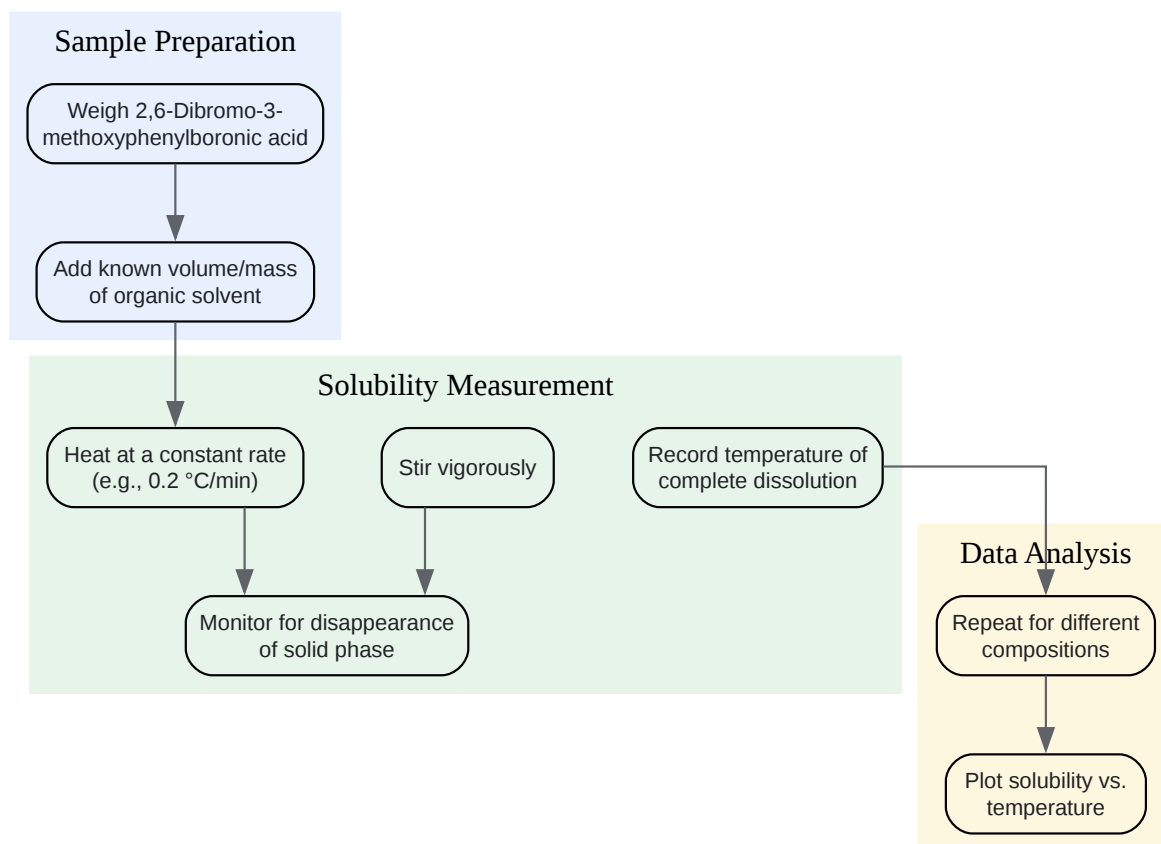 Sample Preparation
Weigh 2,6-Dibromo-3-
methoxyphenylboronic acid
Add known volume/mass
of organic solvent
Solubility Measurement
Heat at a constant rate
(e.g., 0.2 °C/min)
Stir vigorously
Record temperature of
complete dissolution
Monitor for disappearance
of solid phase
Data Analysis
Repeat for different
compositions
Plot solubility vs.
temperature